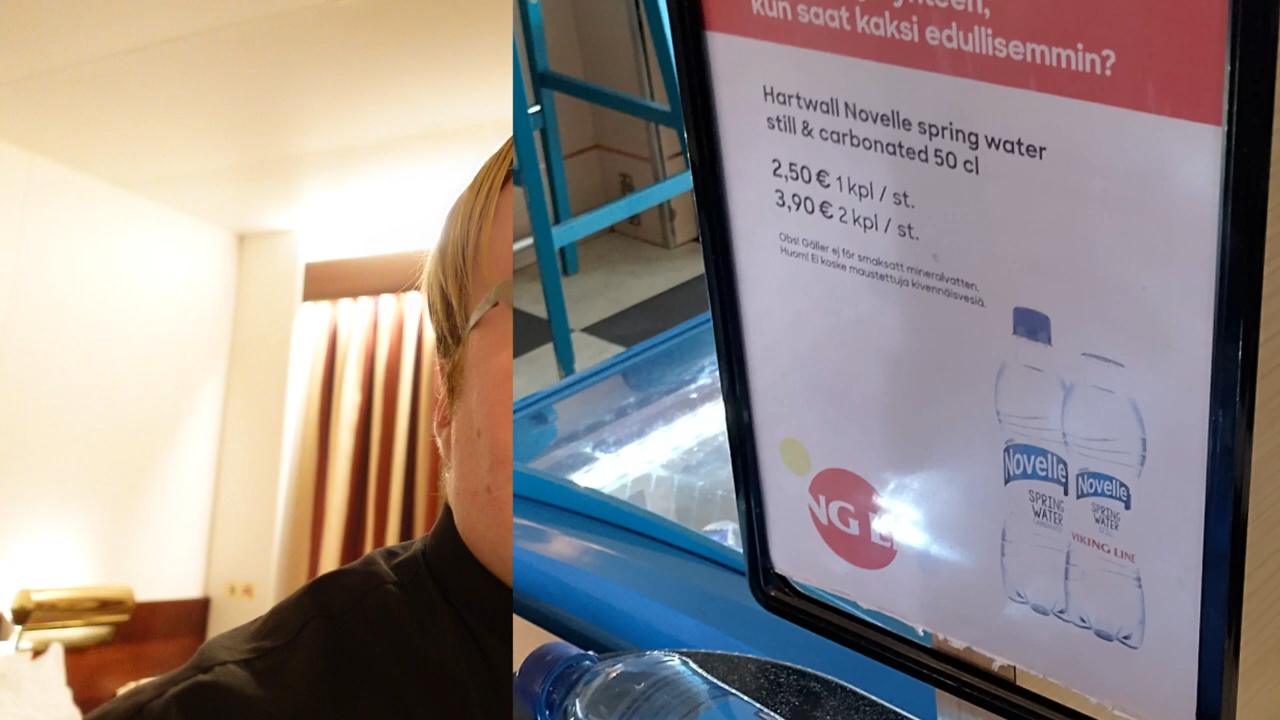 kun saat kaksi edullisemmin?
Hartwall Novelle spring water
still & carbonated 50 cl
2,50 € 1 kpl / st.
3,90 € 2 kpl / st.
Obs! Gäller ej för smaksatt mineralvatten.
Huom! Ei koske maustettuja kivennäisvesiä.
Novelle
SPRING
WATER
CARBONATED
Novelle
SPRING
WATER
VIKING LINE